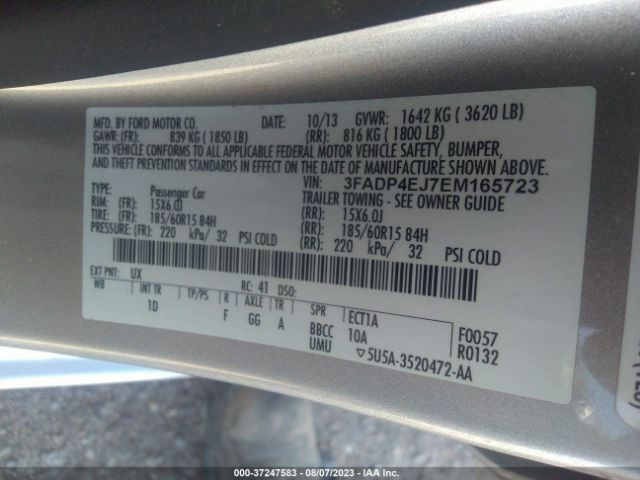 MFD. BY FORD MOTOR CO. DATE: 10/13 GVWR: 1642 KG ( 3620 LB)
GAWR: (FR): 839 KG ( 1850 LB) (RR): 816 KG ( 1800 LB)
THIS VEHICLE CONFORMS TO ALL APPLICABLE FEDERAL MOTOR VEHICLE SAFETY, BUMPER,
AND THEFT PREVENTION STANDARDS IN EFFECT ON THE DATE OF MANUFACTURE SHOWN ABOVE.
VIN: 3FADP4EJ7EM165723
TYPE: Passenger Car TRAILER TOWING - SEE OWNER GUIDE
RIM: (FR): 15X6.0J (RR): 15X6.0J
TIRE: (FR): 185/60R15 84H (RR): 185/60R15 84H
PRESSURE: (FR): 220 kPa/ 32 PSI COLD (RR): 220 kPa/ 32 PSI COLD
EXT PNT: UX RC: 41 DSO:
WB INT TR TP/PS R AXLE TR SPR ECT1A F0057
1D F GG A BBCC 10A R0132
UMU ▽5U5A-3520472-AA
000-37247583 - 08/07/2023 - IAA Inc.